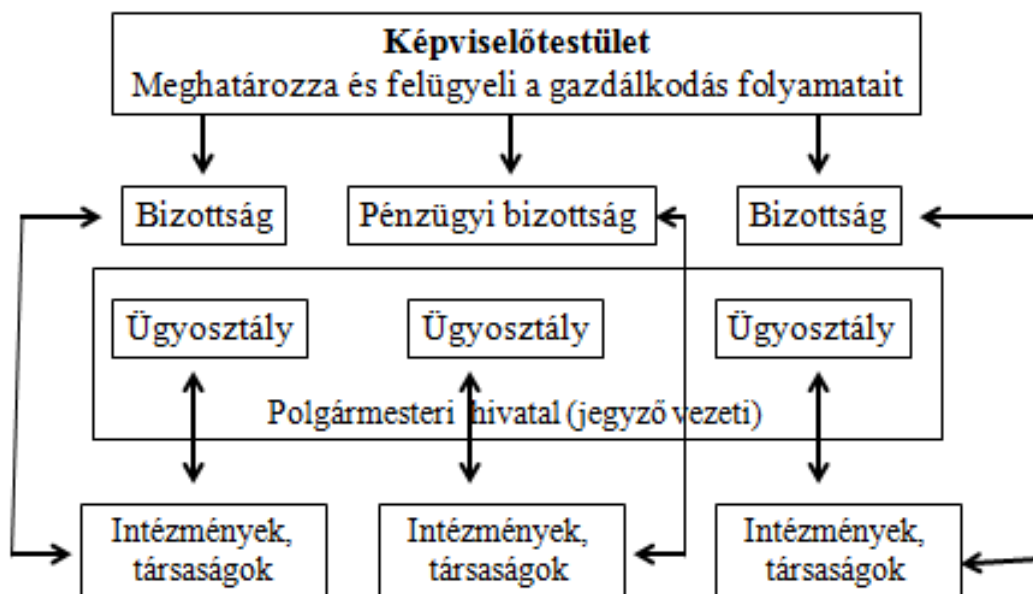 Képviselőtestület
Meghatározza és felügyeli a gazdálkodás folyamatait
Bizottság
Pénzügyi bizottság
Bizottság
Ügyosztály
Ügyosztály
Ügyosztály
Polgármesteri hivatal (jegyző vezeti)
Intézmények,
társaságok
Intézmények,
társaságok
Intézmények,
társaságok